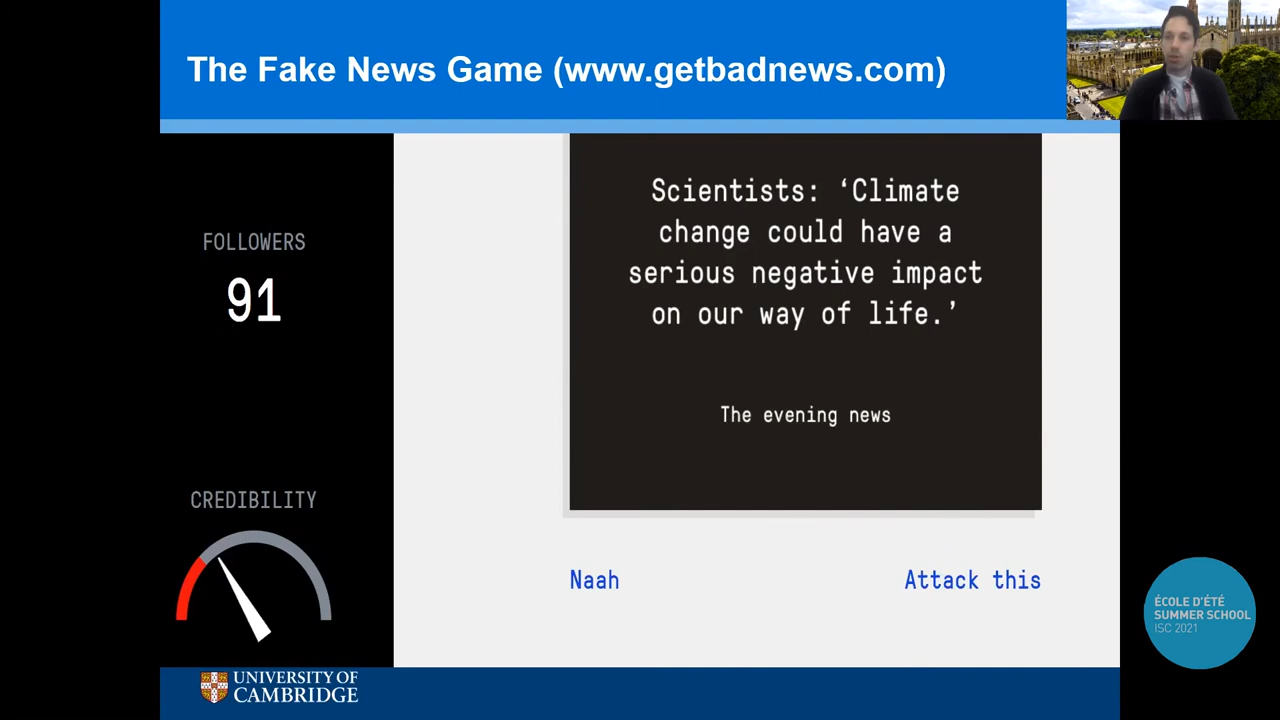 The Fake News Game (www.getbadnews.com)
FOLLOWERS
91
CREDIBILITY
Scientists: ‘Climate
change could have a
serious negative impact
on our way of life.’
The evening news
Naah
Attack this
UNIVERSITY OF
CAMBRIDGE
ÉCOLE D'ÉTÉ
SUMMER SCHOOL
ISC 2021